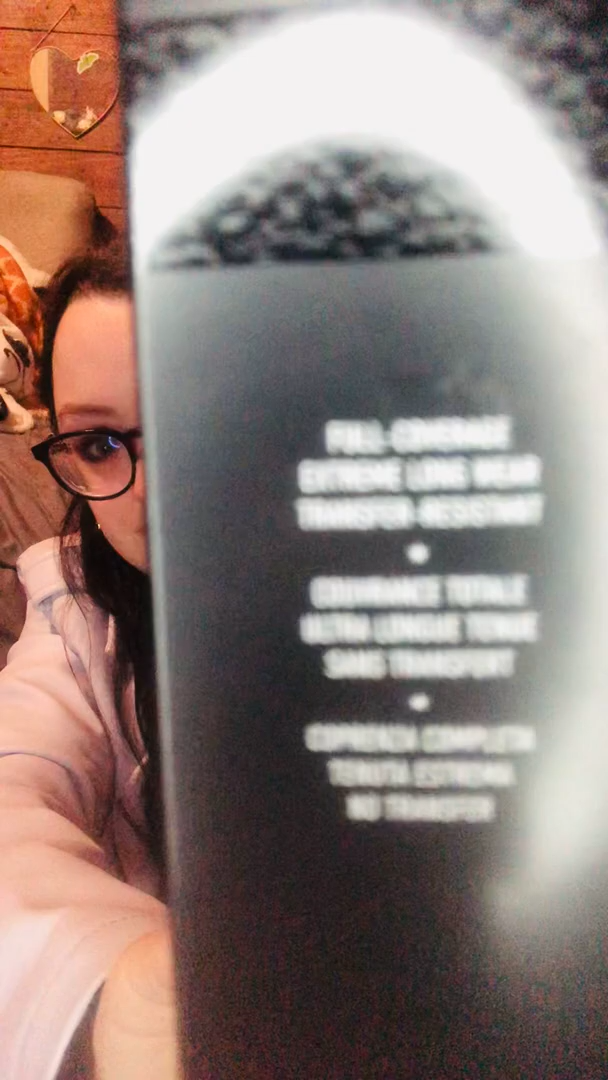 FULL COVERAGE
EXTREME LONG WEAR
TRANSFER-RESISTANT
COUVRANCE TOTALE
ULTRA LONGUE TENUE
SANS TRANSFERT
COPRENZA COMPLETA
TENUTA ESTREMA
NO TRANSFER